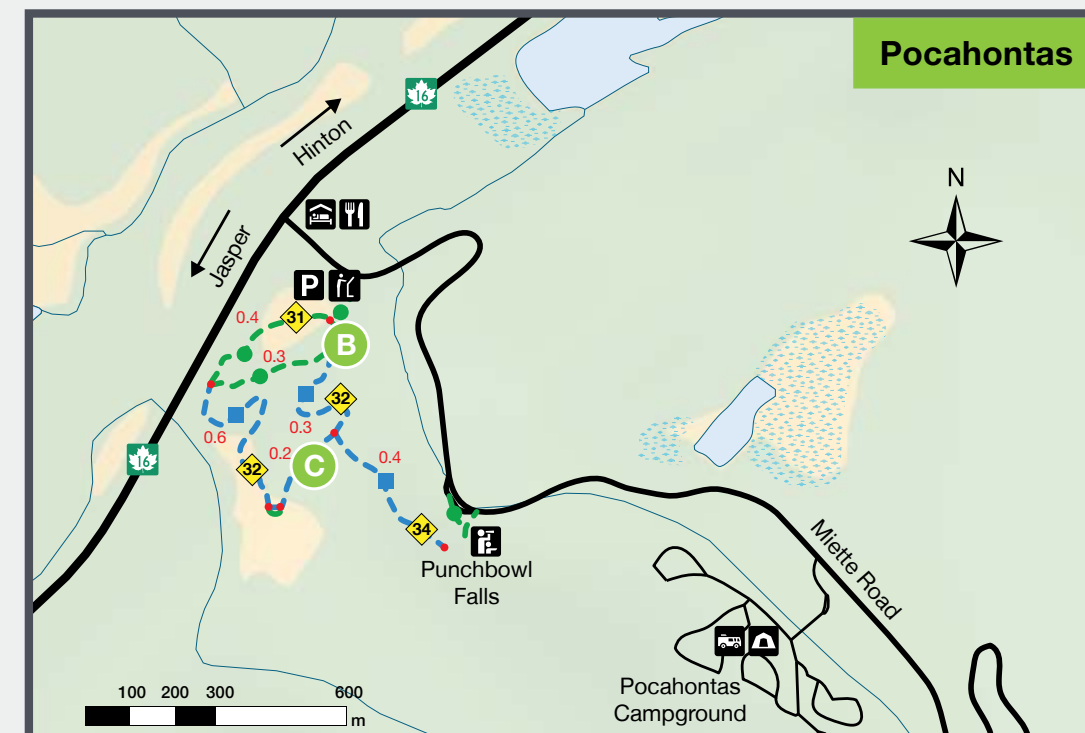 Pocahontas
16
Hinton
N
Jasper
P
0.4
31
B
0.3
32
0.6
0.3
0.2
C
0.4
32
16
34
Punchbowl
Falls
Miette Road
Pocahontas
Campground
100 200 300 600
m